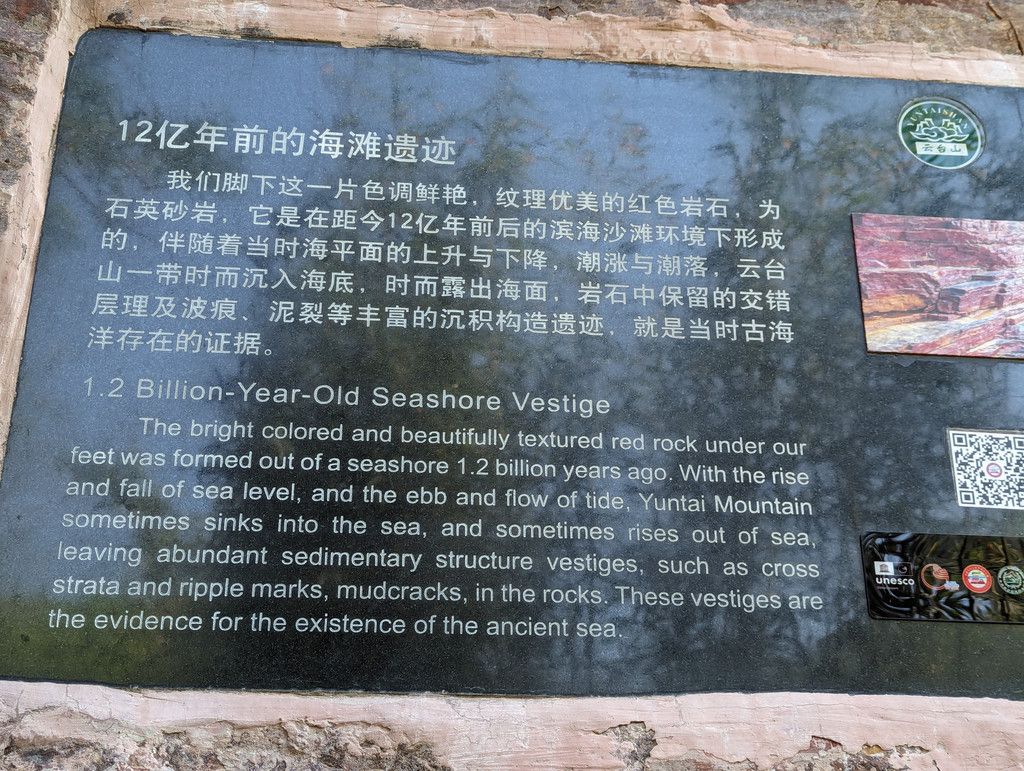 12亿年前的海滩遗迹
我们脚下这一片色调鲜艳，纹理优美的红色岩石，为
石英砂岩，它是在距今12亿年前后的滨海沙滩环境下形成
的，伴随着当时海平面的上升与下降，潮涨与潮落，云台
山一带时而沉入海底，时而露出海面，岩石中保留的交错
层理及波痕、泥裂等丰富的沉积构造遗迹，就是当时古海
洋存在的证据。
1.2 Billion-Year-Old Seashore Vestige
The bright colored and beautifully textured red rock under our
feet was formed out of a seashore 1.2 billion years ago. With the rise
and fall of sea level, and the ebb and flow of tide, Yuntai Mountain
sometimes sinks into the sea, and sometimes rises out of sea,
leaving abundant sedimentary structure vestiges, such as cross
strata and ripple marks, mudcracks, in the rocks. These vestiges are
the evidence for the existence of the ancient sea.
YUNTAISHAN
云台山
unesco